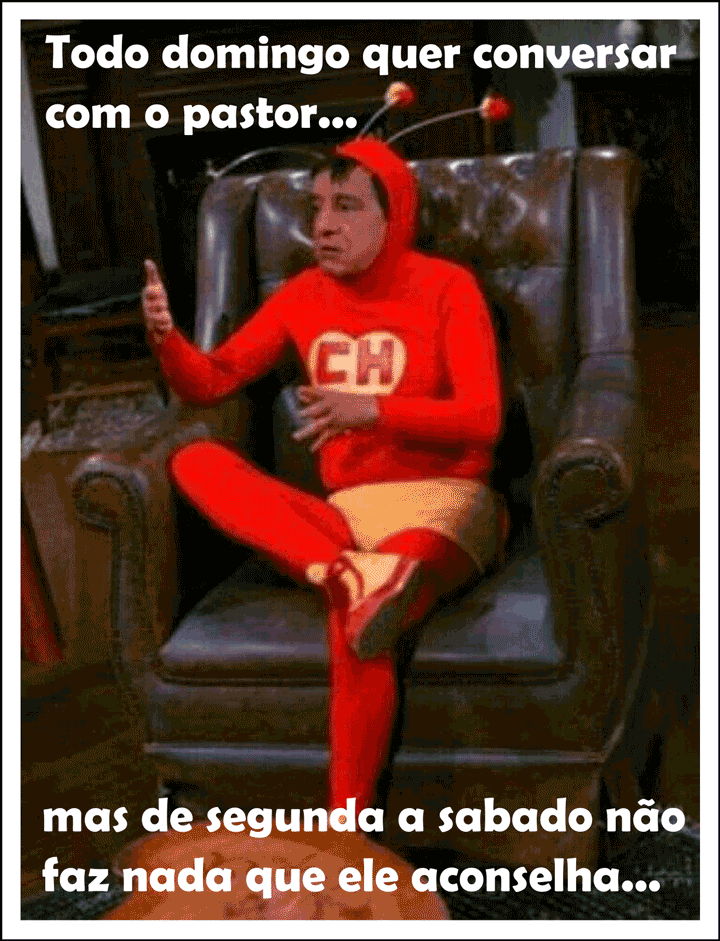 Todo domingo quer conversar
com o pastor...
CH
mas de segunda a sabado não
faz nada que ele aconselha...